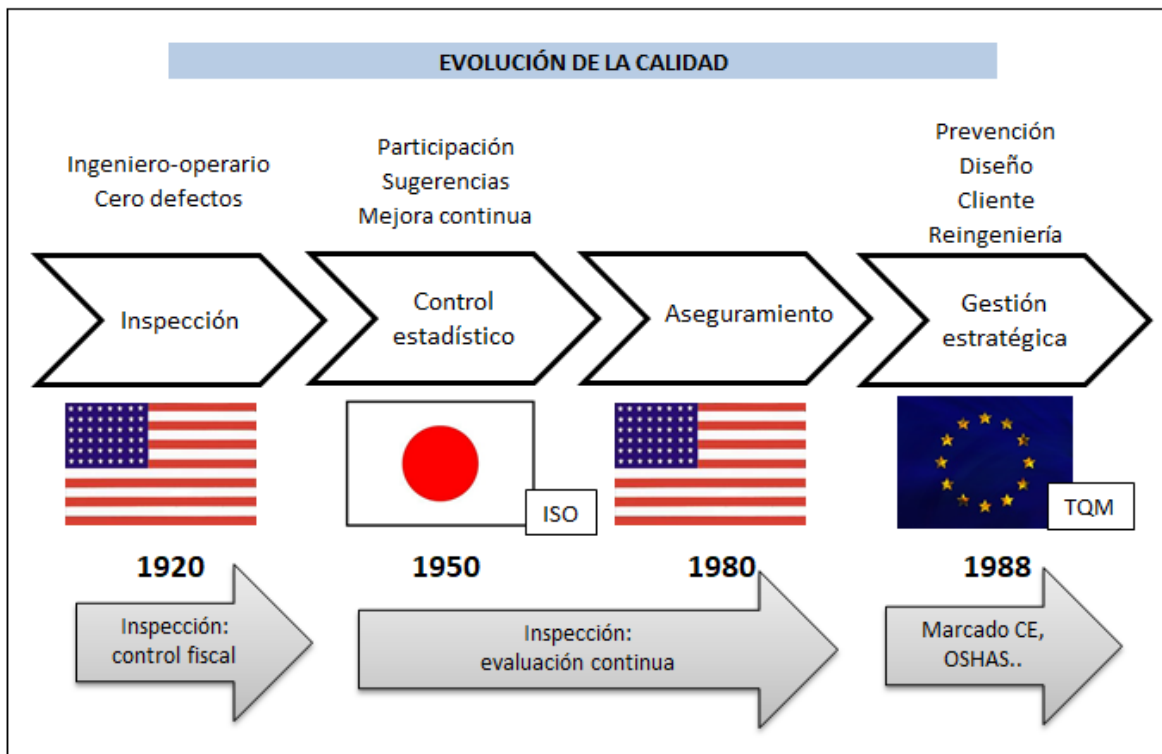 EVOLUCIÓN DE LA CALIDAD
Ingeniero-operario
Cero defectos
Participación
Sugerencias
Mejora continua
Prevención
Diseño
Cliente
Reingeniería
Inspección
Control
estadístico
Aseguramiento
Gestión
estratégica
ISO
TQM
1920
1950
1980
1988
Inspección:
control fiscal
Inspección:
evaluación continua
Marcado CE,
OSHAS..